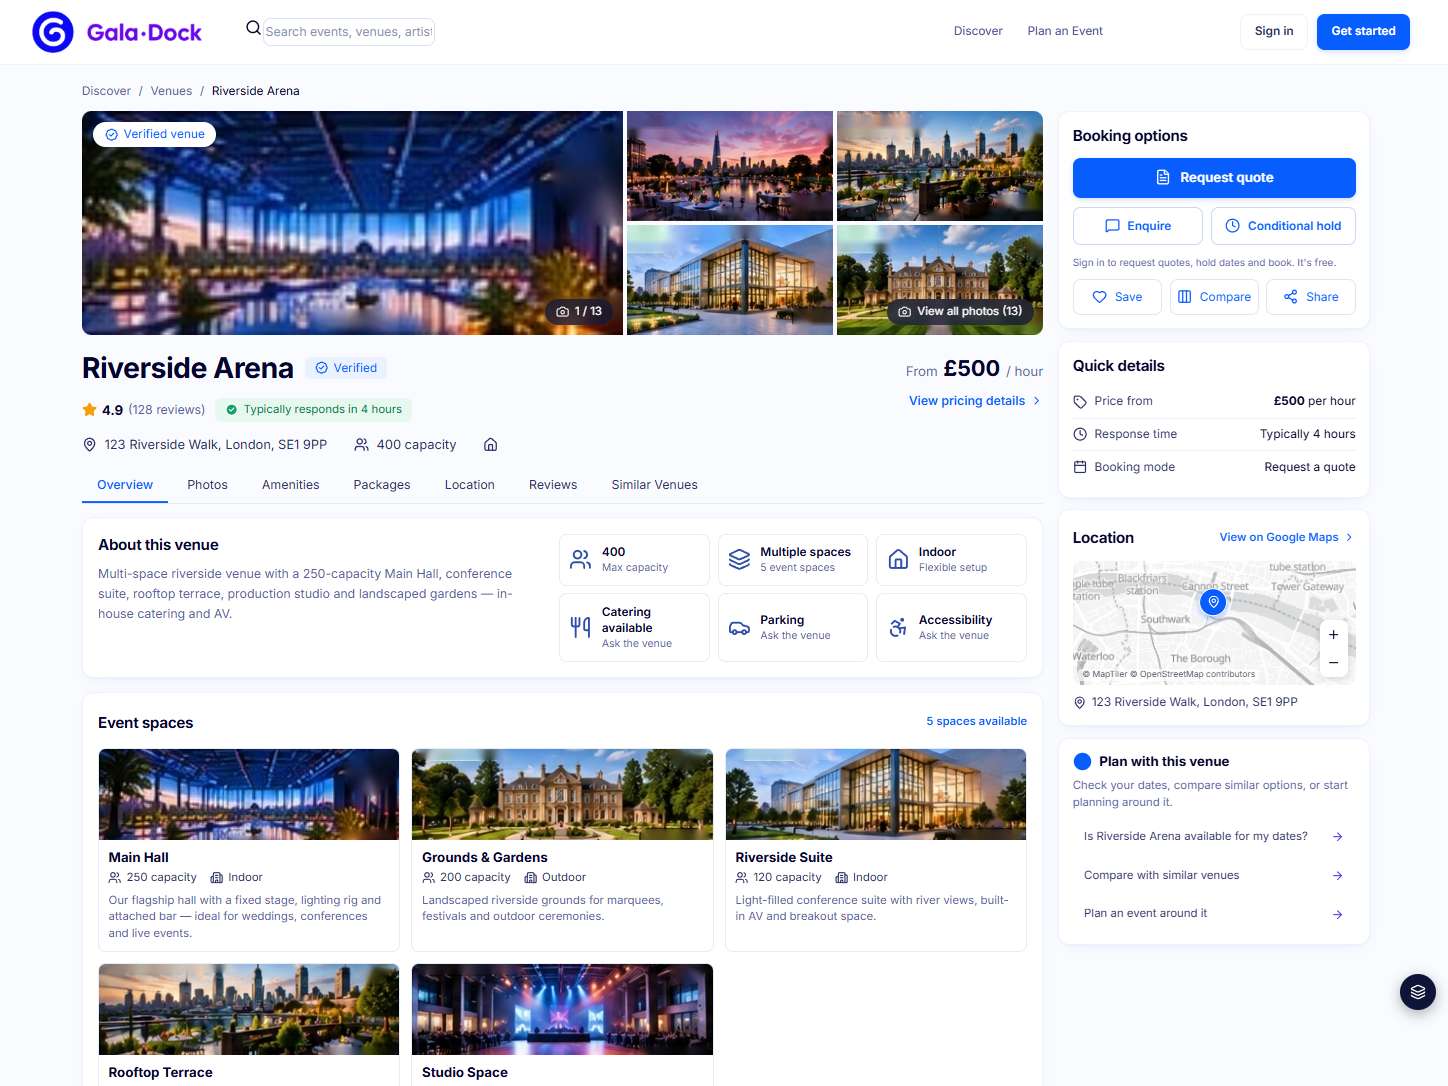 Gala·Dock
Search events, venues, artist
Discover
Plan an Event
Sign in
Get started
Discover / Venues / Riverside Arena
Verified venue
1 / 13
View all photos (13)
Riverside Arena
Verified
From £500 / hour
4.9 (128 reviews)
Typically responds in 4 hours
View pricing details
123 Riverside Walk, London, SE1 9PP
400 capacity
Overview
Photos
Amenities
Packages
Location
Reviews
Similar Venues
About this venue
Multi-space riverside venue with a 250-capacity Main Hall, conference
suite, rooftop terrace, production studio and landscaped gardens — in-
house catering and AV.
400
Max capacity
Multiple spaces
5 event spaces
Indoor
Flexible setup
Catering
available
Ask the venue
Parking
Ask the venue
Accessibility
Ask the venue
Event spaces
5 spaces available
Main Hall
250 capacity
Indoor
Our flagship hall with a fixed stage, lighting rig and
attached bar — ideal for weddings, conferences
and live events.
Grounds & Gardens
200 capacity
Outdoor
Landscaped riverside grounds for marquees,
festivals and outdoor ceremonies.
Riverside Suite
120 capacity
Indoor
Light-filled conference suite with river views, built-
in AV and breakout space.
Rooftop Terrace
Studio Space
Booking options
Request quote
Enquire
Conditional hold
Sign in to request quotes, hold dates and book. It's free.
Save
Compare
Share
Quick details
Price from
£500 per hour
Response time
Typically 4 hours
Booking mode
Request a quote
Location
View on Google Maps
tube station
Blackfriars
station
Cannon Street
Tower Gateway
ple tube
tation
Southwark
Waterloo
The Borough
+
−
© MapTiler © OpenStreetMap contributors
123 Riverside Walk, London, SE1 9PP
Plan with this venue
Check your dates, compare similar options, or start
planning around it.
Is Riverside Arena available for my dates?
Compare with similar venues
Plan an event around it